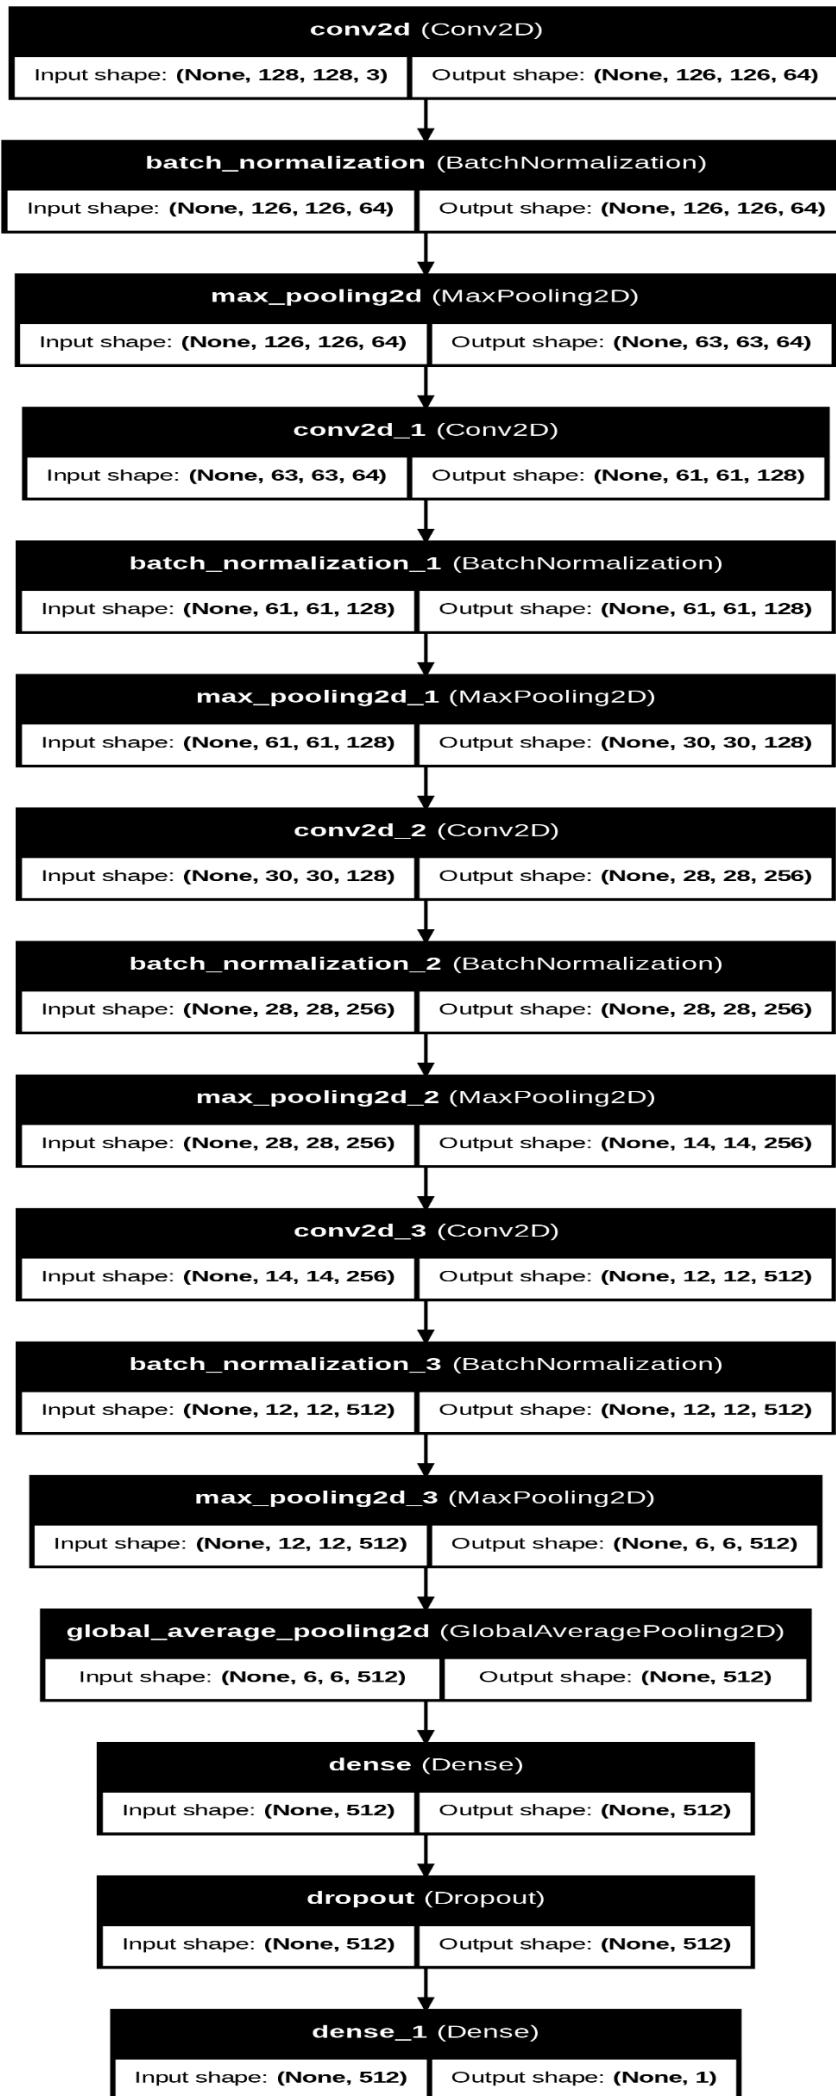 conv2d (Conv2D)
Input shape: (None, 128, 128, 3) Output shape: (None, 126, 126, 64)
batch_normalization (BatchNormalization)
Input shape: (None, 126, 126, 64) Output shape: (None, 126, 126, 64)
max_pooling2d (MaxPooling2D)
Input shape: (None, 126, 126, 64) Output shape: (None, 63, 63, 64)
conv2d_1 (Conv2D)
Input shape: (None, 63, 63, 64) Output shape: (None, 61, 61, 128)
batch_normalization_1 (BatchNormalization)
Input shape: (None, 61, 61, 128) Output shape: (None, 61, 61, 128)
max_pooling2d_1 (MaxPooling2D)
Input shape: (None, 61, 61, 128) Output shape: (None, 30, 30, 128)
conv2d_2 (Conv2D)
Input shape: (None, 30, 30, 128) Output shape: (None, 28, 28, 256)
batch_normalization_2 (BatchNormalization)
Input shape: (None, 28, 28, 256) Output shape: (None, 28, 28, 256)
max_pooling2d_2 (MaxPooling2D)
Input shape: (None, 28, 28, 256) Output shape: (None, 14, 14, 256)
conv2d_3 (Conv2D)
Input shape: (None, 14, 14, 256) Output shape: (None, 12, 12, 512)
batch_normalization_3 (BatchNormalization)
Input shape: (None, 12, 12, 512) Output shape: (None, 12, 12, 512)
max_pooling2d_3 (MaxPooling2D)
Input shape: (None, 12, 12, 512) Output shape: (None, 6, 6, 512)
global_average_pooling2d (GlobalAveragePooling2D)
Input shape: (None, 6, 6, 512) Output shape: (None, 512)
dense (Dense)
Input shape: (None, 512) Output shape: (None, 512)
dropout (Dropout)
Input shape: (None, 512) Output shape: (None, 512)
dense_1 (Dense)
Input shape: (None, 512) Output shape: (None, 1)